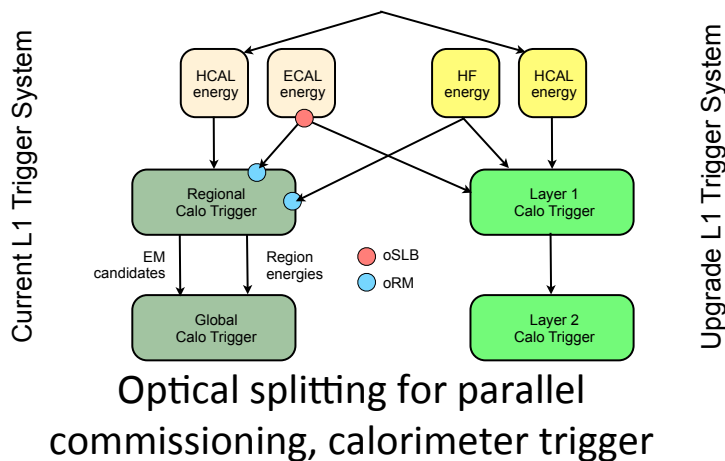 Current L1 Trigger System
HCAL
energy
ECAL
energy
HF
energy
HCAL
energy
Upgrade L1 Trigger System
Regional
Calo Trigger
Layer 1
Calo Trigger
EM
candidates
Region
energies
oSLB
oRM
Global
Calo Trigger
Layer 2
Calo Trigger
Optical splitting for parallel
commissioning, calorimeter trigger